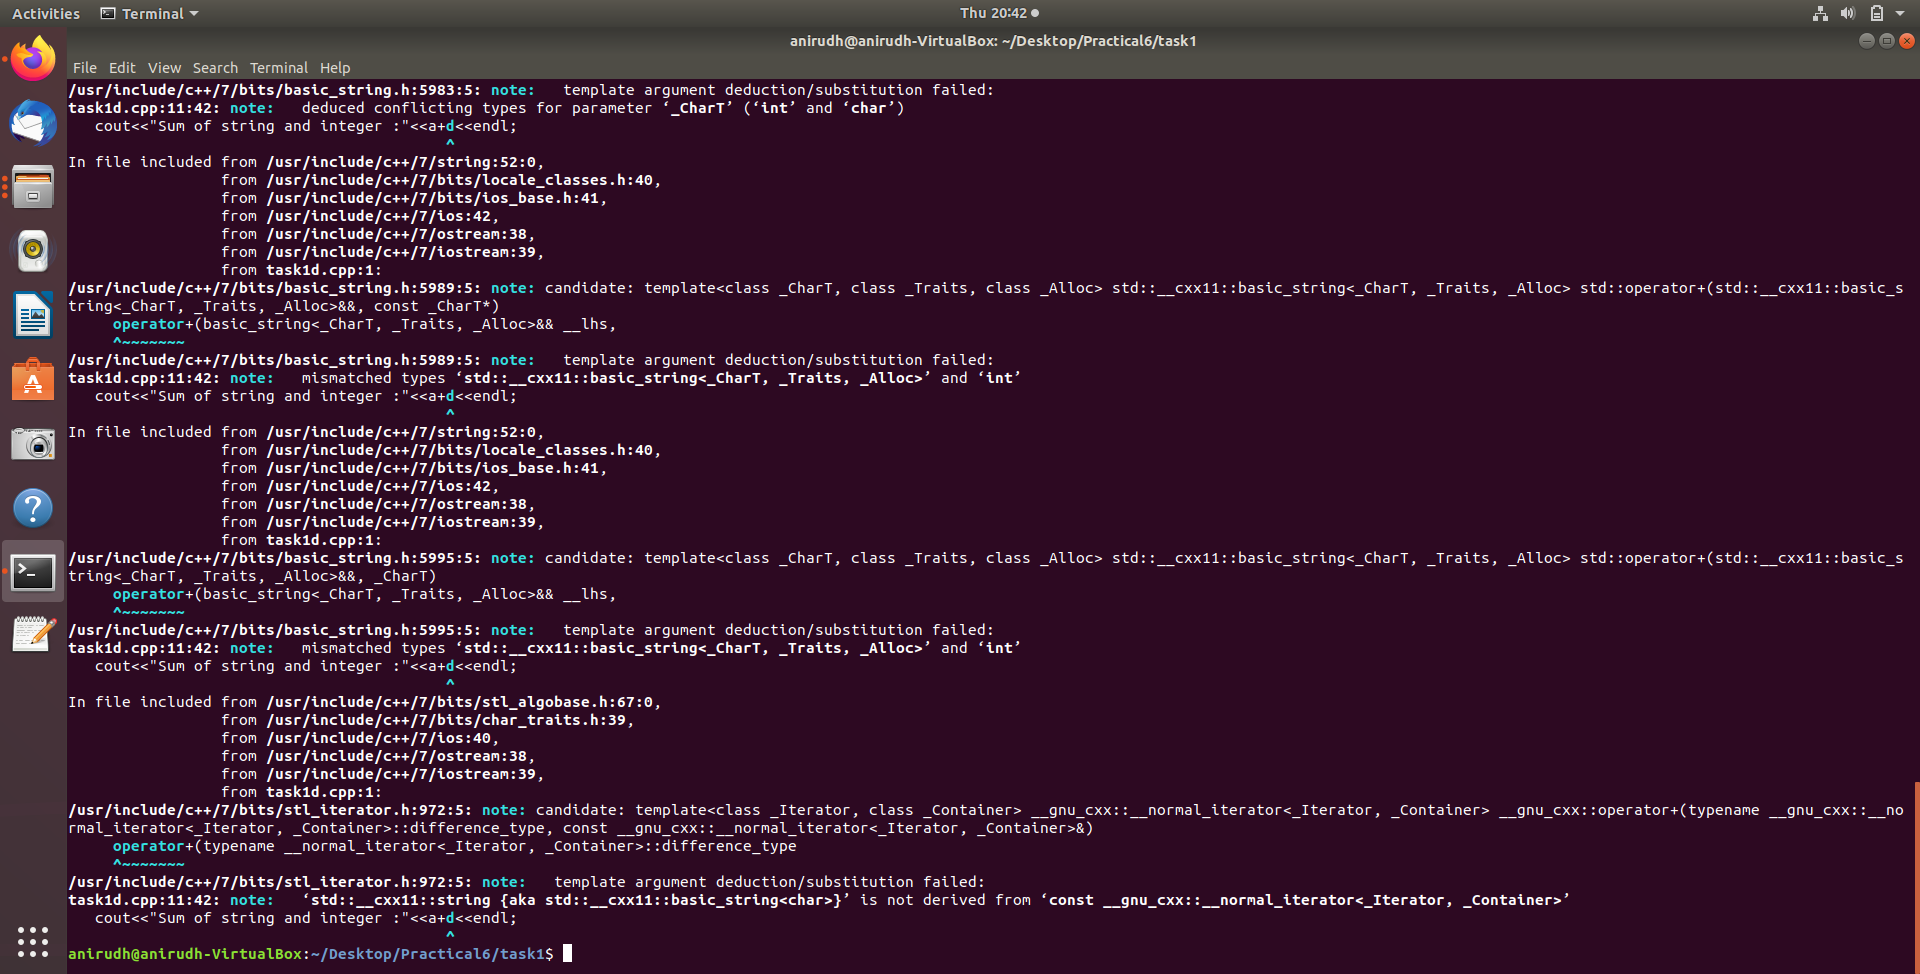 Activities Terminal Thu 20:42
anirudh@anirudh-VirtualBox: ~/Desktop/Practical6/task1
File Edit View Search Terminal Help
/usr/include/c++/7/bits/basic_string.h:5983:5: note:   template argument deduction/substitution failed:
task1d.cpp:11:42: note:   deduced conflicting types for parameter ‘_CharT’ (‘int’ and ‘char’)
   cout<<"Sum of string and integer :"<<a+d<<endl;
                                          ^
In file included from /usr/include/c++/7/string:52:0,
                 from /usr/include/c++/7/bits/locale_classes.h:40,
                 from /usr/include/c++/7/bits/ios_base.h:41,
                 from /usr/include/c++/7/ios:42,
                 from /usr/include/c++/7/ostream:38,
                 from /usr/include/c++/7/iostream:39,
                 from task1d.cpp:1:
/usr/include/c++/7/bits/basic_string.h:5989:5: note: candidate: template<class _CharT, class _Traits, class _Alloc> std::__cxx11::basic_string<_CharT, _Traits, _Alloc> std::operator+(std::__cxx11::basic_s
tring<_CharT, _Traits, _Alloc>&&, const _CharT*)
     operator+(basic_string<_CharT, _Traits, _Alloc>&& __lhs,
     ^~~~~~~~
/usr/include/c++/7/bits/basic_string.h:5989:5: note:   template argument deduction/substitution failed:
task1d.cpp:11:42: note:   mismatched types ‘std::__cxx11::basic_string<_CharT, _Traits, _Alloc>’ and ‘int’
   cout<<"Sum of string and integer :"<<a+d<<endl;
                                          ^
In file included from /usr/include/c++/7/string:52:0,
                 from /usr/include/c++/7/bits/locale_classes.h:40,
                 from /usr/include/c++/7/bits/ios_base.h:41,
                 from /usr/include/c++/7/ios:42,
                 from /usr/include/c++/7/ostream:38,
                 from /usr/include/c++/7/iostream:39,
                 from task1d.cpp:1:
/usr/include/c++/7/bits/basic_string.h:5995:5: note: candidate: template<class _CharT, class _Traits, class _Alloc> std::__cxx11::basic_string<_CharT, _Traits, _Alloc> std::operator+(std::__cxx11::basic_s
tring<_CharT, _Traits, _Alloc>&&, _CharT)
     operator+(basic_string<_CharT, _Traits, _Alloc>&& __lhs,
     ^~~~~~~~
/usr/include/c++/7/bits/basic_string.h:5995:5: note:   template argument deduction/substitution failed:
task1d.cpp:11:42: note:   mismatched types ‘std::__cxx11::basic_string<_CharT, _Traits, _Alloc>’ and ‘int’
   cout<<"Sum of string and integer :"<<a+d<<endl;
                                          ^
In file included from /usr/include/c++/7/bits/stl_algobase.h:67:0,
                 from /usr/include/c++/7/bits/char_traits.h:39,
                 from /usr/include/c++/7/ios:40,
                 from /usr/include/c++/7/ostream:38,
                 from /usr/include/c++/7/iostream:39,
                 from task1d.cpp:1:
/usr/include/c++/7/bits/stl_iterator.h:972:5: note: candidate: template<class _Iterator, class _Container> __gnu_cxx::__normal_iterator<_Iterator, _Container> __gnu_cxx::operator+(typename __gnu_cxx::__no
rmal_iterator<_Iterator, _Container>::difference_type, const __gnu_cxx::__normal_iterator<_Iterator, _Container>&)
     operator+(typename __normal_iterator<_Iterator, _Container>::difference_type
     ^~~~~~~~
/usr/include/c++/7/bits/stl_iterator.h:972:5: note:   template argument deduction/substitution failed:
task1d.cpp:11:42: note:   ‘std::__cxx11::string {aka std::__cxx11::basic_string<char>}’ is not derived from ‘const __gnu_cxx::__normal_iterator<_Iterator, _Container>’
   cout<<"Sum of string and integer :"<<a+d<<endl;
                                          ^
anirudh@anirudh-VirtualBox:~/Desktop/Practical6/task1$